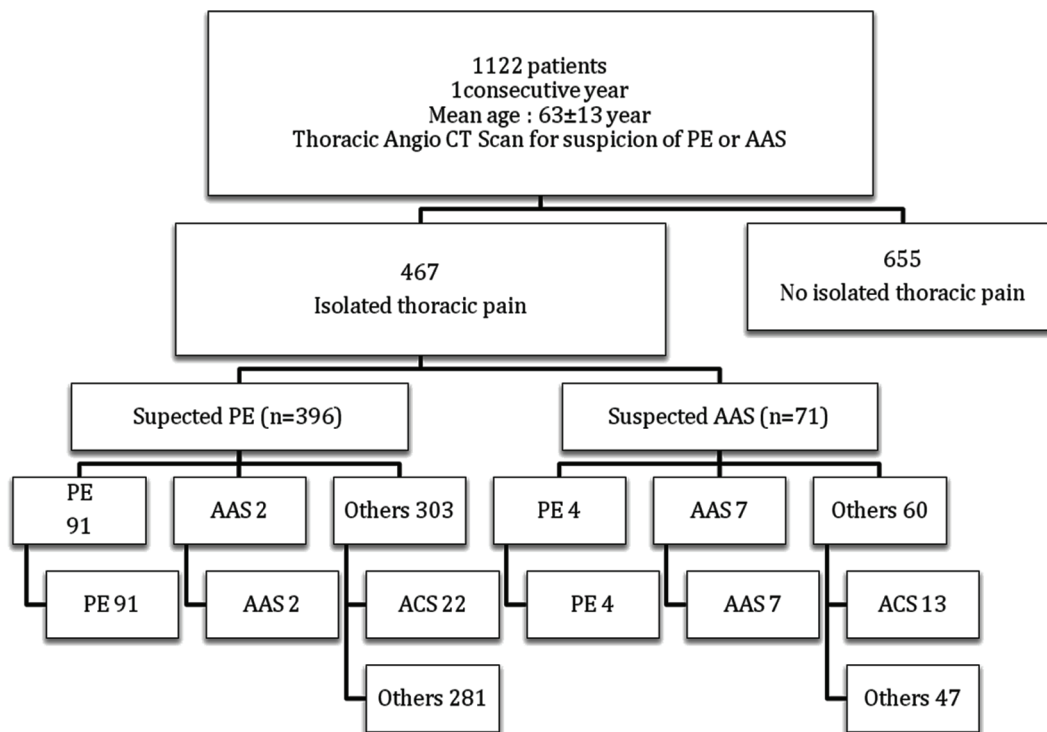 1122 patients
1consecutive year
Mean age : 63±13 year
Thoracic Angio CT Scan for suspicion of PE or AAS
467
Isolated thoracic pain
655
No isolated thoracic pain
Supected PE (n=396)
Suspected AAS (n=71)
PE
91
AAS 2
Others 303
PE 4
AAS 7
Others 60
PE 91
AAS 2
ACS 22
PE 4
AAS 7
ACS 13
Others 281
Others 47